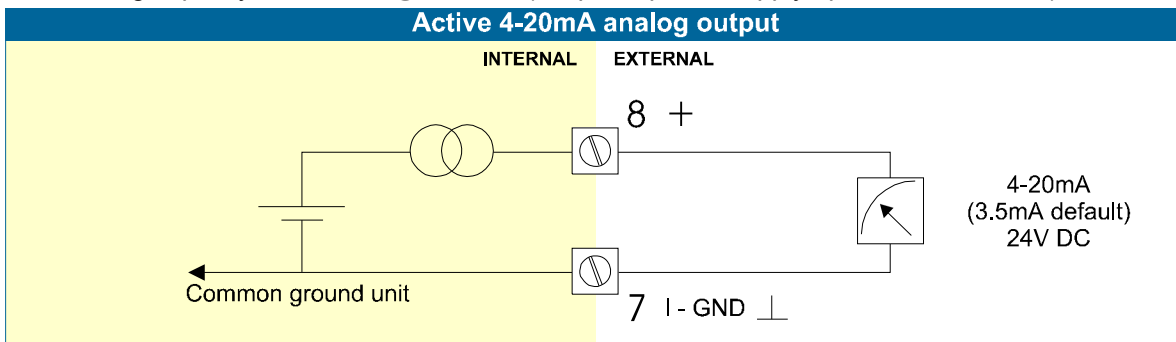 Active 4-20mA analog output
INTERNAL EXTERNAL
8 +
4-20mA
(3.5mA default)
24V DC
Common ground unit
7 I - GND ⊥